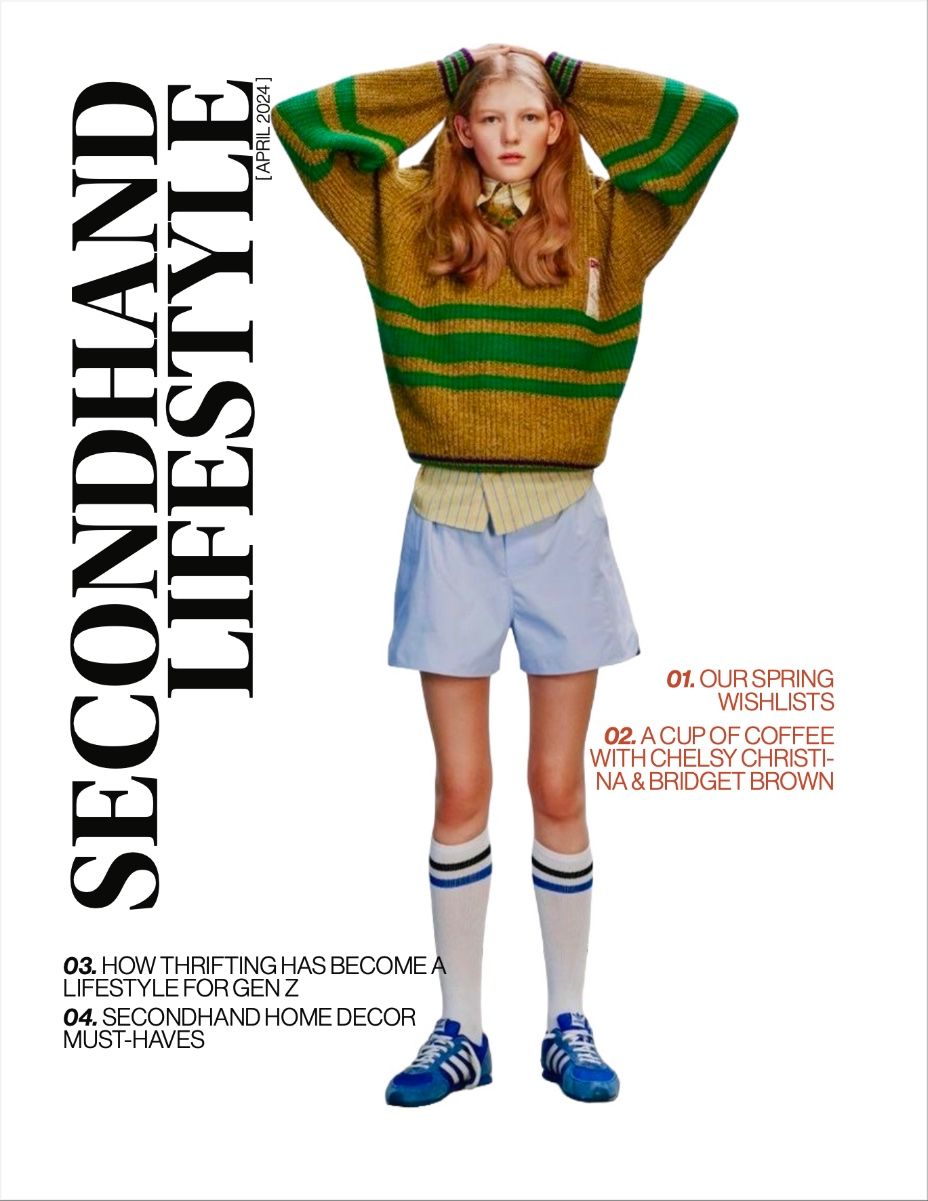 SECONDHAND
LIFESTYLE
[ APRIL 2024 ]
01. OUR SPRING
WISHLISTS
02. A CUP OF COFFEE
WITH CHELSY CHRISTI-
NA & BRIDGET BROWN
03. HOW THRIFTING HAS BECOME A
LIFESTYLE FOR GEN Z
04. SECONDHAND HOME DECOR
MUST-HAVES